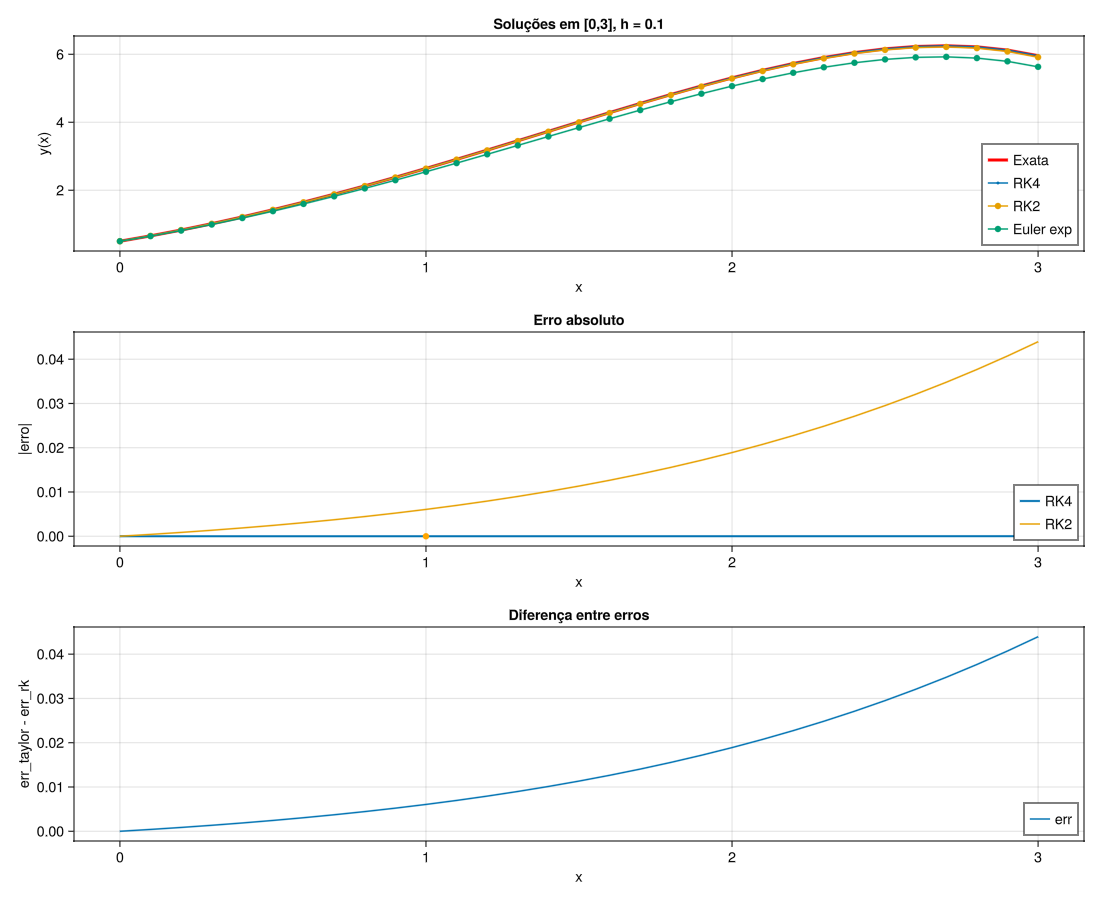 Soluções em [0,3], h = 0.1
6
4
2
y(x)
Exata
RK4
RK2
Euler exp
0 1 2 3
x
Erro absoluto
0.04
0.03
0.02
0.01
0.00
|erro|
RK4
RK2
0 1 2 3
x
Diferença entre erros
0.04
0.03
0.02
0.01
0.00
err_taylor - err_rk
err
0 1 2 3
x